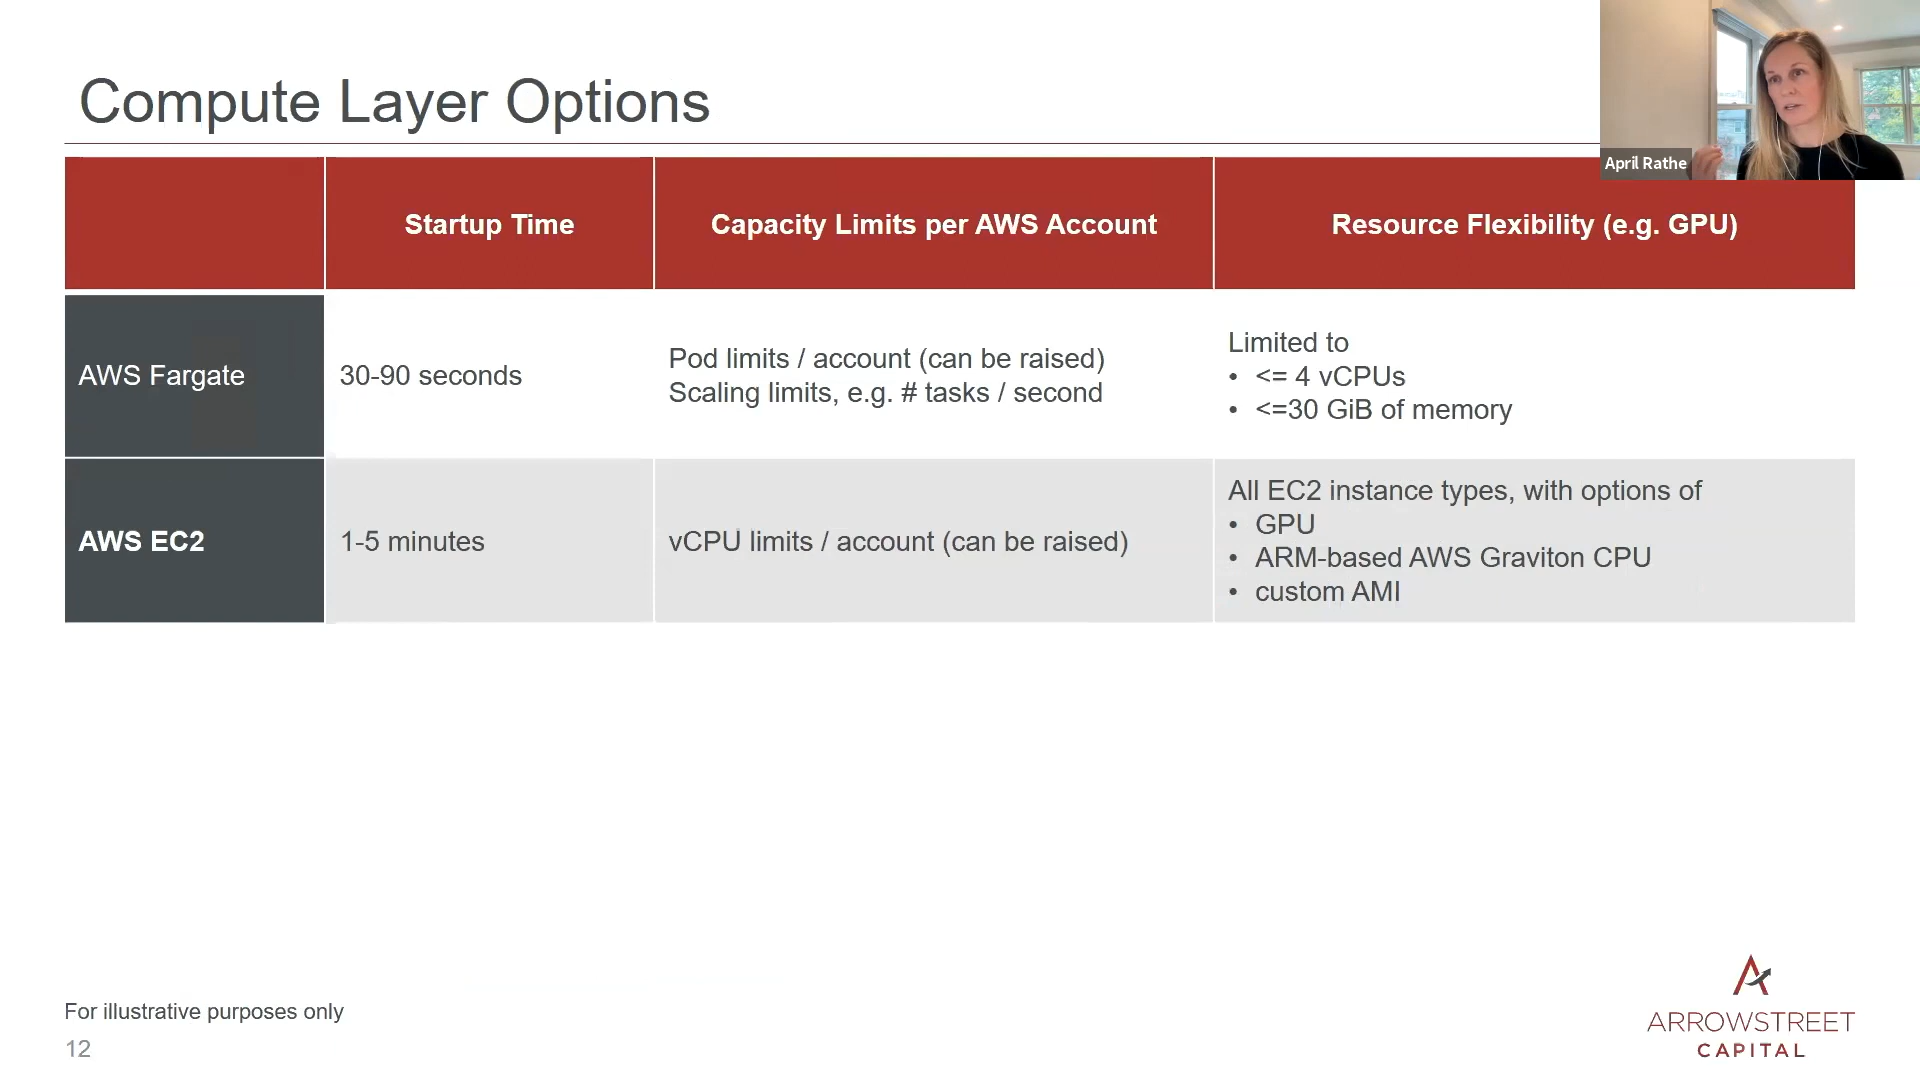 Compute Layer Options
April Rathe
Startup Time
Capacity Limits per AWS Account
Resource Flexibility (e.g. GPU)
AWS Fargate
30-90 seconds
Pod limits / account (can be raised)
Scaling limits, e.g. # tasks / second
Limited to
• <= 4 vCPUs
• <=30 GiB of memory
AWS EC2
1-5 minutes
vCPU limits / account (can be raised)
All EC2 instance types, with options of
• GPU
• ARM-based AWS Graviton CPU
• custom AMI
For illustrative purposes only
12
ARROWSTREET
CAPITAL